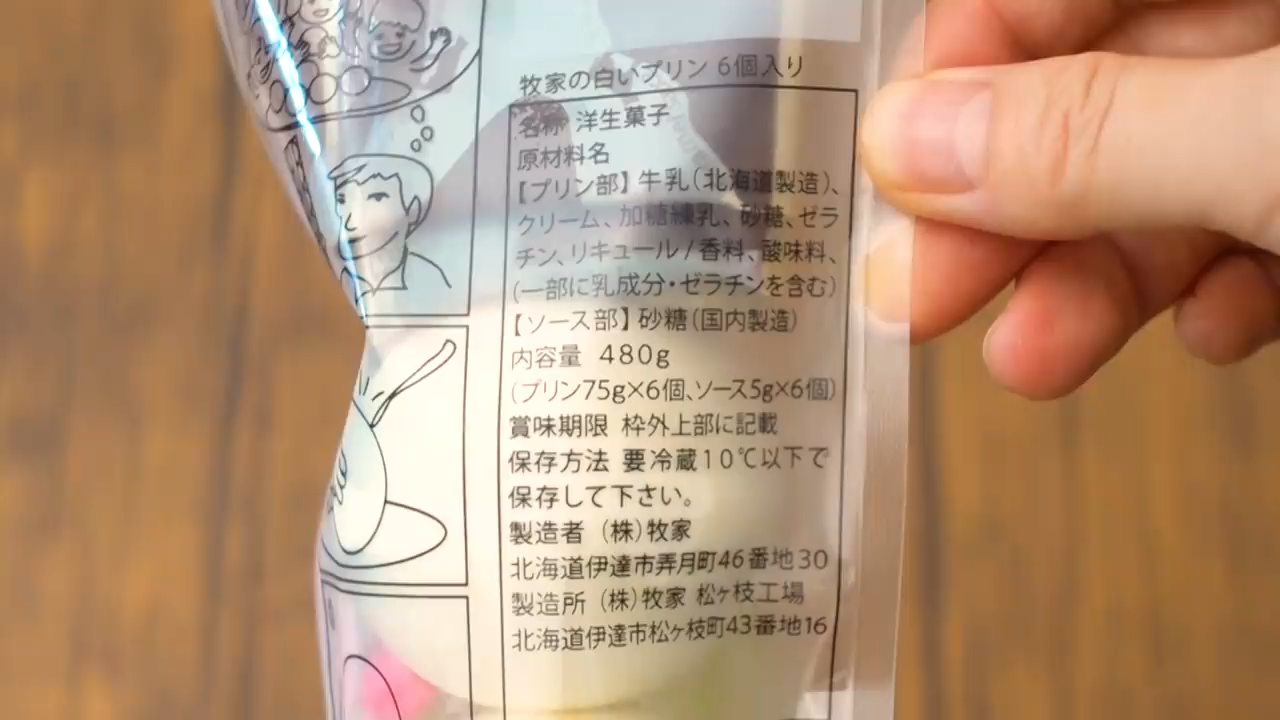 牧家の白いプリン 6個入り
名称 洋生菓子
原材料名
【プリン部】牛乳(北海道製造)、
クリーム、加糖練乳、砂糖、ゼラ
チン、リキュール/香料、酸味料、
(一部に乳成分・ゼラチンを含む)
【ソース部】砂糖(国内製造)
内容量 480g
(プリン75g×6個、ソース5g×6個)
賞味期限 枠外上部に記載
保存方法 要冷蔵10℃以下で
保存して下さい。
製造者 (株)牧家
北海道伊達市弄月町46番地30
製造所 (株)牧家 松ヶ枝工場
北海道伊達市松ヶ枝町43番地16